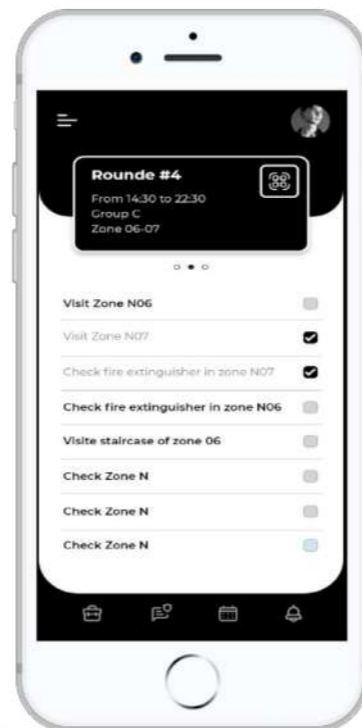 Rounde #4
From 14:30 to 22:30
Group C
Zone 06-07
Visit Zone N06
Visit Zone N07
Check fire extinguisher in zone N07
Check fire extinguisher in zone N06
Visite staircase of zone 06
Check Zone N
Check Zone N
Check Zone N